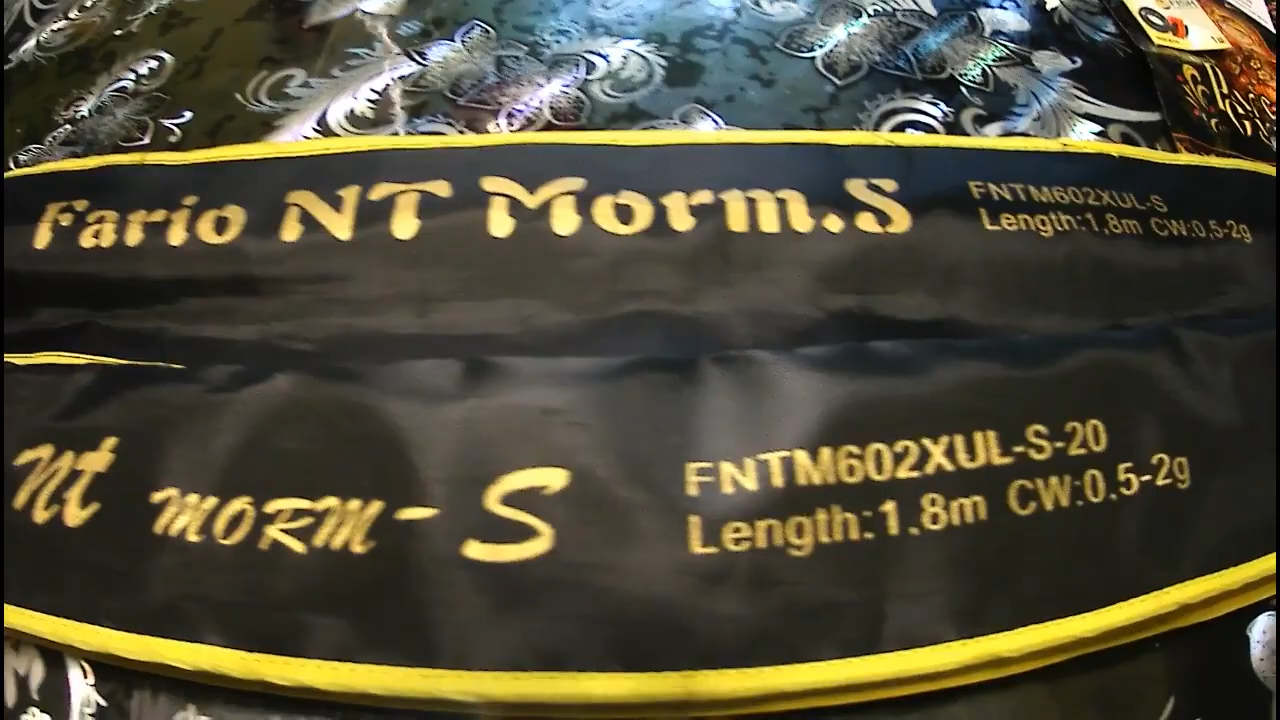 Fario NT Morm.S
FNTM602XUL-S
Length:1,8m CW:0,5-2g
Nt MORM-S
FNTM602XUL-S-20
Length:1.8m CW:0.5-2g